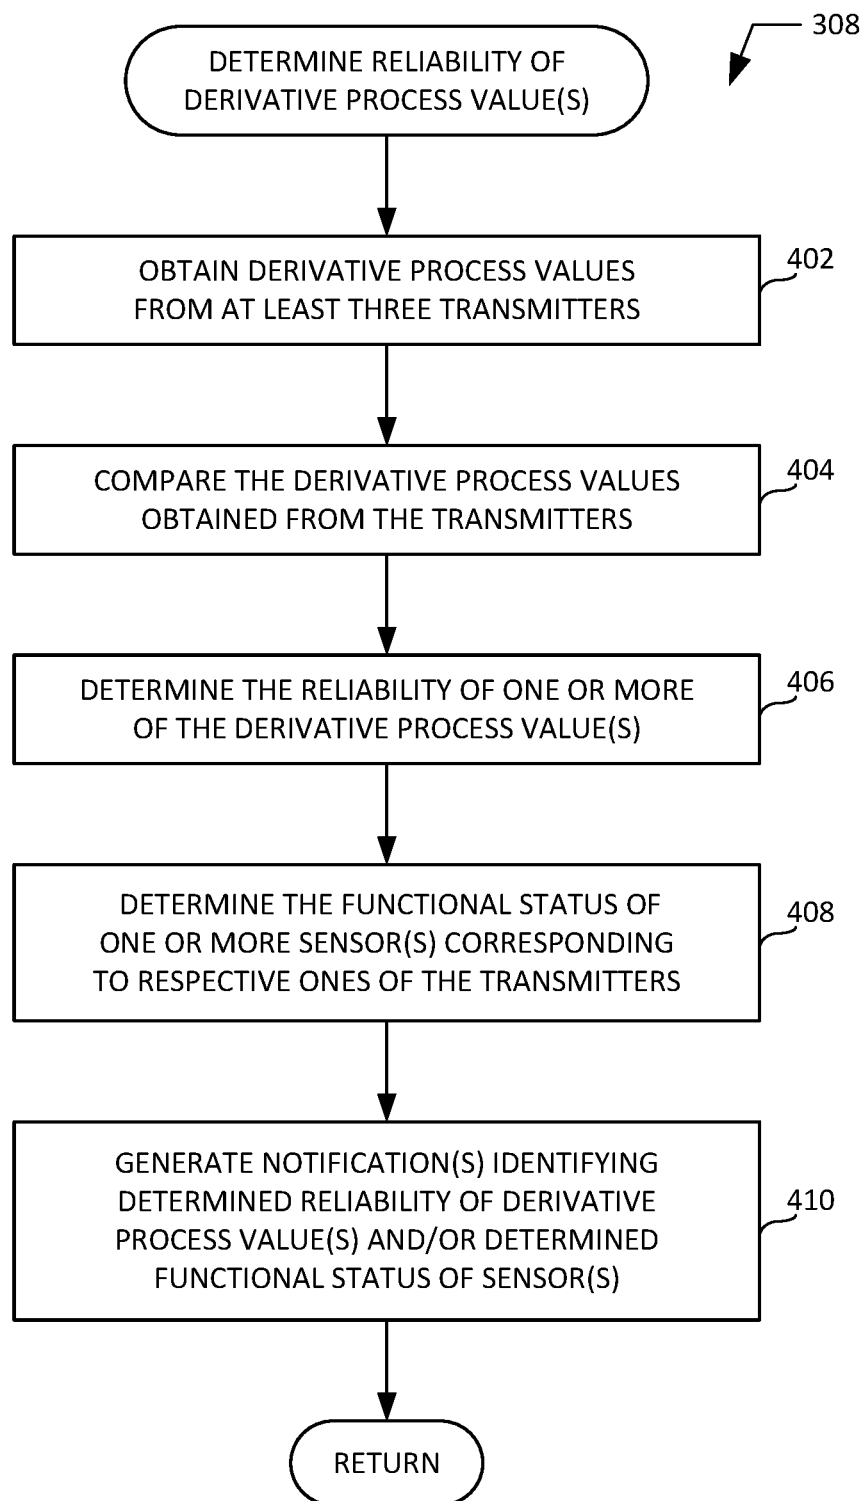 308
DETERMINE RELIABILITY OF
DERIVATIVE PROCESS VALUE(S)
402
OBTAIN DERIVATIVE PROCESS VALUES
FROM AT LEAST THREE TRANSMITTERS
404
COMPARE THE DERIVATIVE PROCESS VALUES
OBTAINED FROM THE TRANSMITTERS
406
DETERMINE THE RELIABILITY OF ONE OR MORE
OF THE DERIVATIVE PROCESS VALUE(S)
408
DETERMINE THE FUNCTIONAL STATUS OF
ONE OR MORE SENSOR(S) CORRESPONDING
TO RESPECTIVE ONES OF THE TRANSMITTERS
410
GENERATE NOTIFICATION(S) IDENTIFYING
DETERMINED RELIABILITY OF DERIVATIVE
PROCESS VALUE(S) AND/OR DETERMINED
FUNCTIONAL STATUS OF SENSOR(S)
RETURN